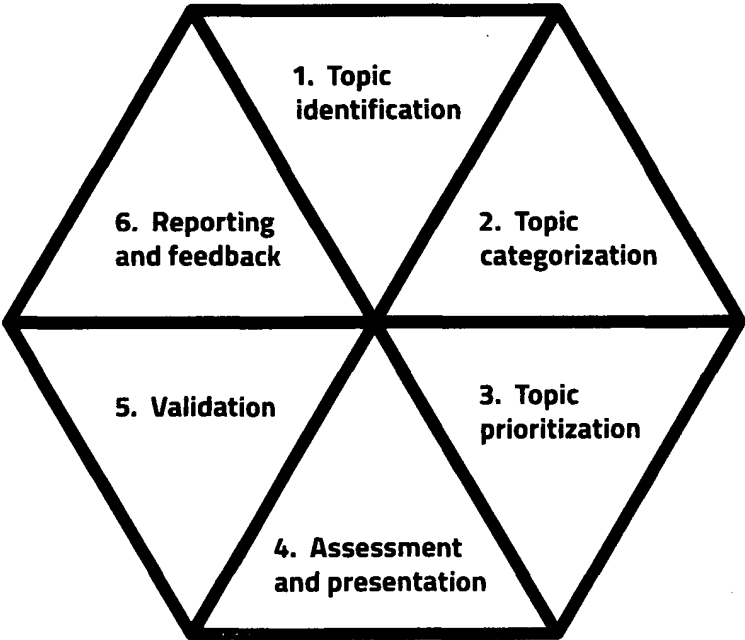 1. Topic
identification
2. Topic
categorization
3. Topic
prioritization
4. Assessment
and presentation
5. Validation
6. Reporting
and feedback